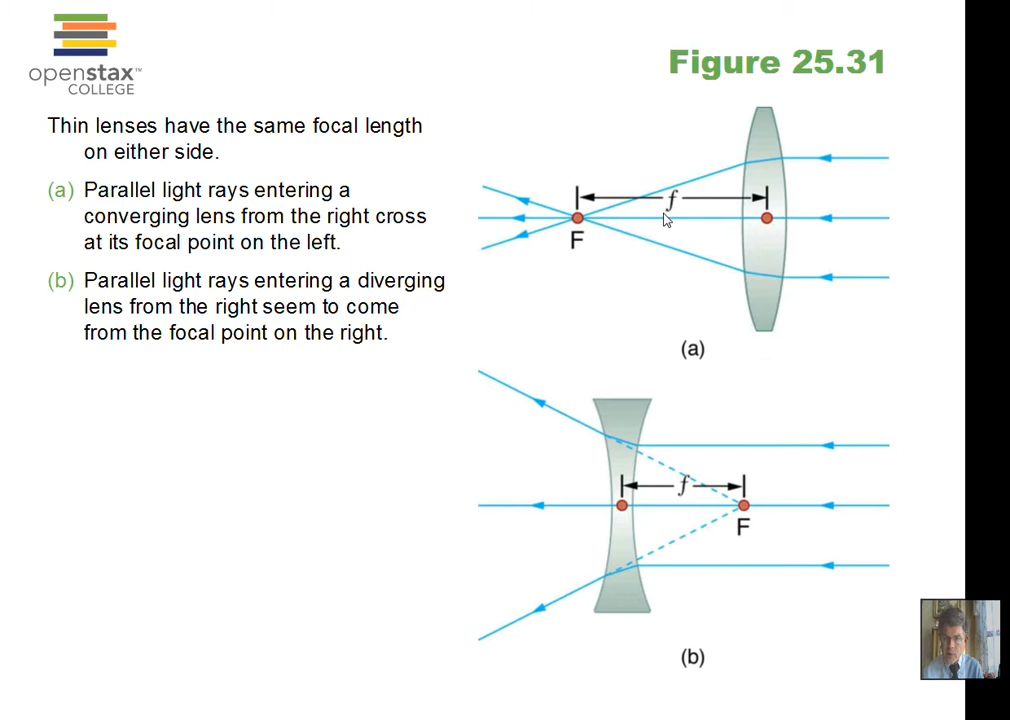 openstax™
COLLEGE
Figure 25.31
Thin lenses have the same focal length
on either side.
(a) Parallel light rays entering a
converging lens from the right cross
at its focal point on the left.
(b) Parallel light rays entering a diverging
lens from the right seem to come
from the focal point on the right.
f
F
(a)
f
F
(b)